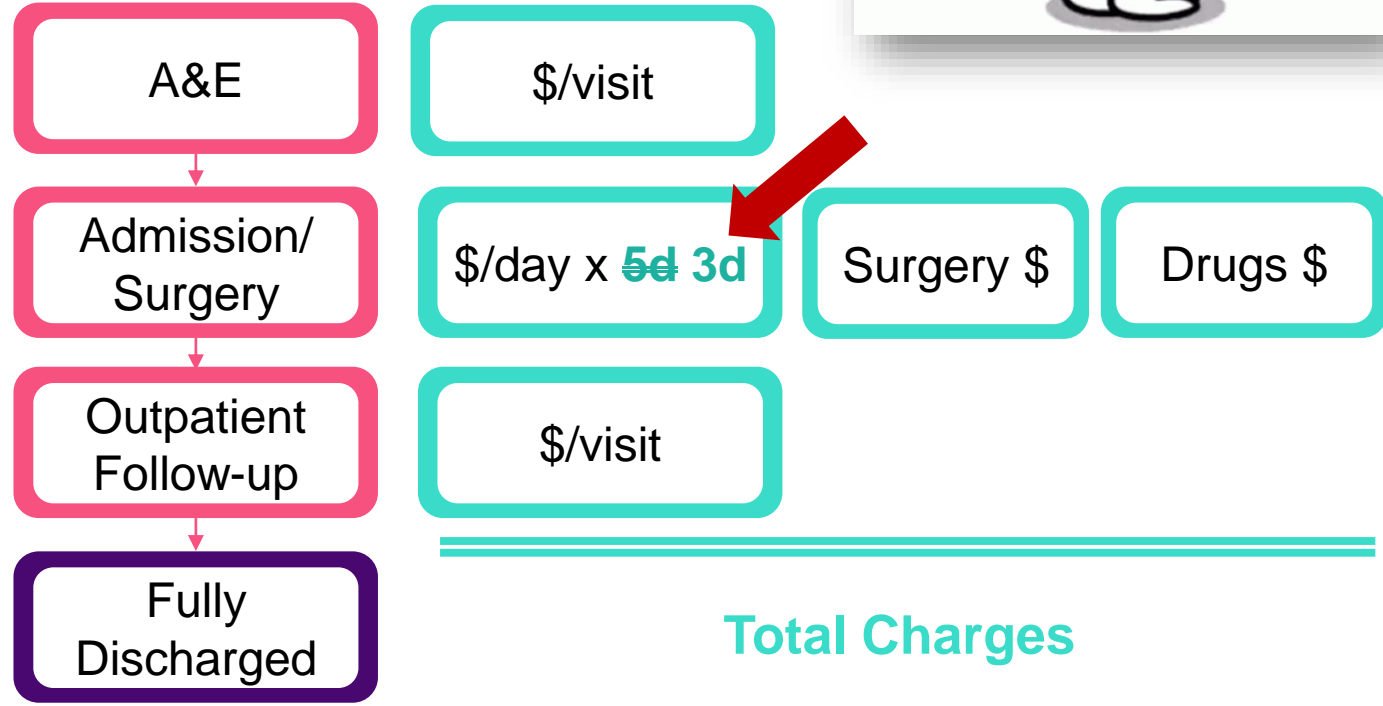 A&E
$/visit
Admission/
Surgery
$/day x 5d 3d
Surgery $
Drugs $
Outpatient
Follow-up
$/visit
Fully
Discharged
Total Charges